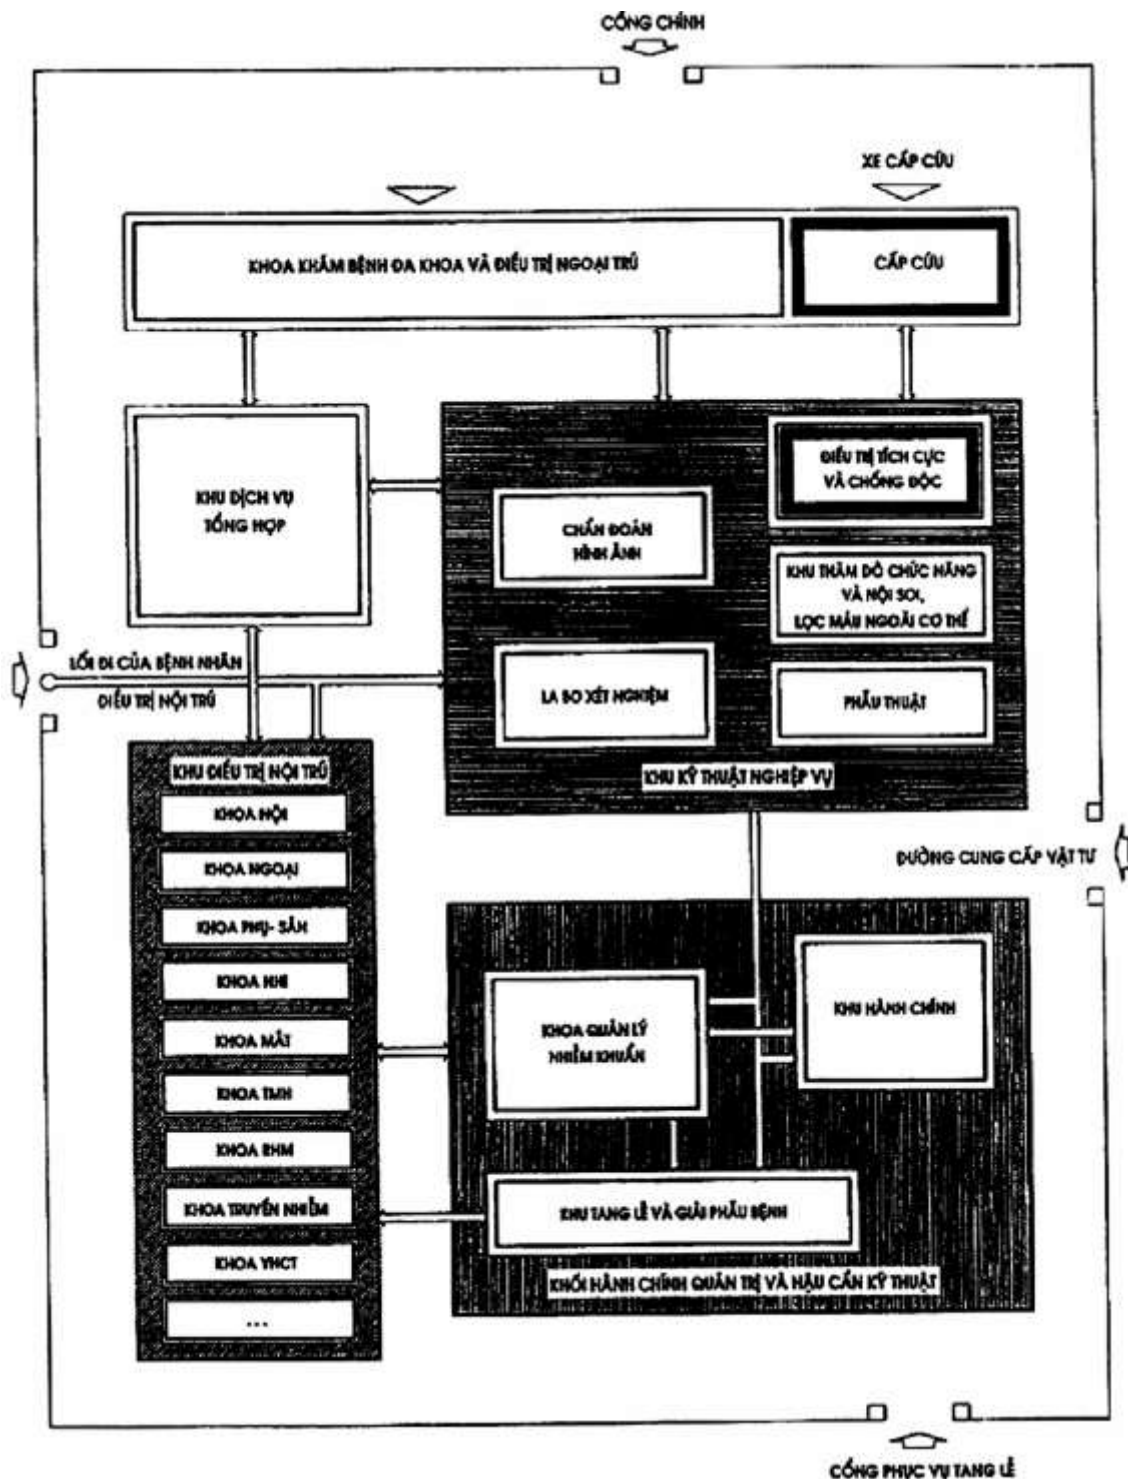 CỔNG CHÍNH
XE CẤP CỨU
KHOA KHÁM BỆNH ĐA KHOA VÀ ĐIỀU TRỊ NGOẠI TRÚ
CẤP CỨU
KHU DỊCH VỤ
TỔNG HỢP
CHẨN ĐOÁN
HÌNH ẢNH
ĐIỀU TRỊ TÍCH CỰC
VÀ CHỐNG ĐỘC
KHU THĂM DÒ CHỨC NĂNG
VÀ NỘI SOI,
LỌC MÁU NGOÀI CƠ THỂ
LỐI ĐI CỦA BỆNH NHÂN
ĐIỀU TRỊ NỘI TRÚ
LA BO XÉT NGHIỆM
PHẪU THUẬT
KHU KỸ THUẬT NGHIỆP VỤ
KHU ĐIỀU TRỊ NỘI TRÚ
KHOA NỘI
KHOA NGOẠI
KHOA PHỤ- SẢN
KHOA NHI
KHOA MẮT
KHOA TMH
KHOA RHM
KHOA TRUYỀN NHIỄM
KHOA YHCT
...
ĐƯỜNG CUNG CẤP VẬT TƯ
KHOA QUẢN LÝ
NHIỄM KHUẨN
KHU HÀNH CHÍNH
KHU TANG LỄ VÀ GIẢI PHẪU BỆNH
KHỐI HÀNH CHÍNH QUẢN TRỊ VÀ HẬU CẦN KỸ THUẬT
CỔNG PHỤC VỤ TANG LỄ